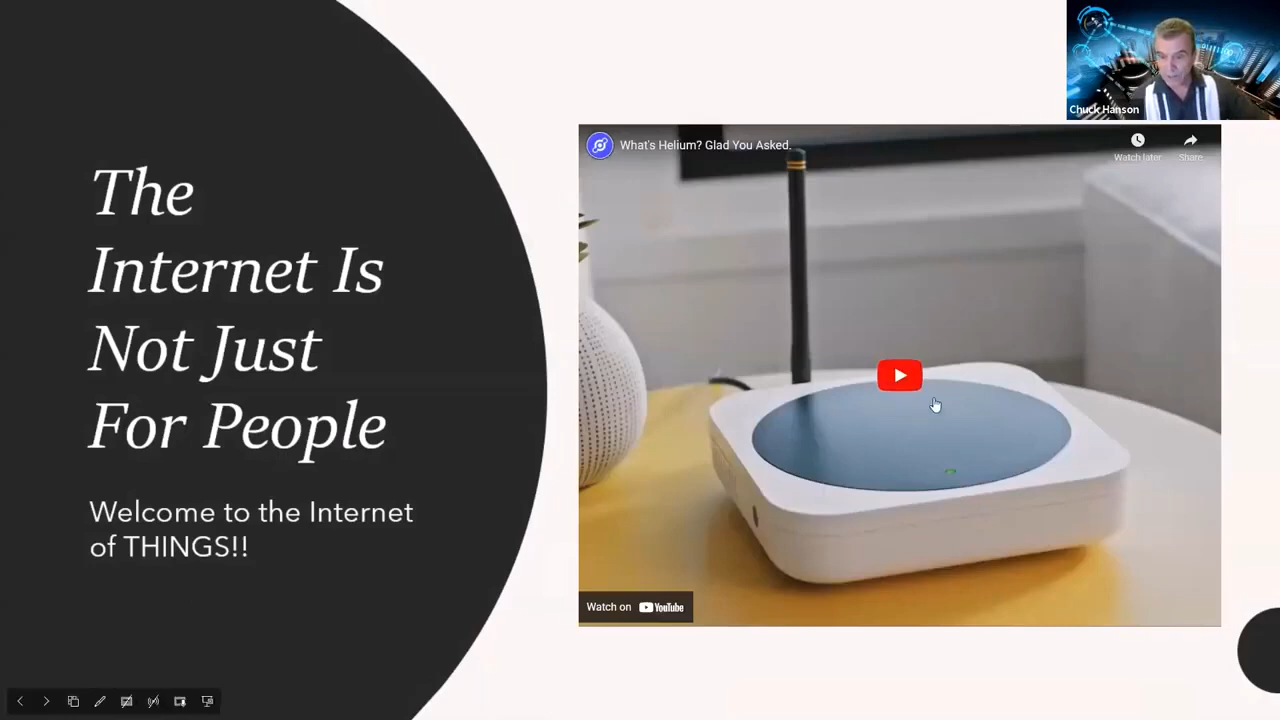 Chuck Hanson
What's Helium? Glad You Asked.
Watch later
Share
The
Internet Is
Not Just
For People
Welcome to the Internet
of THINGS!!
Watch on YouTube